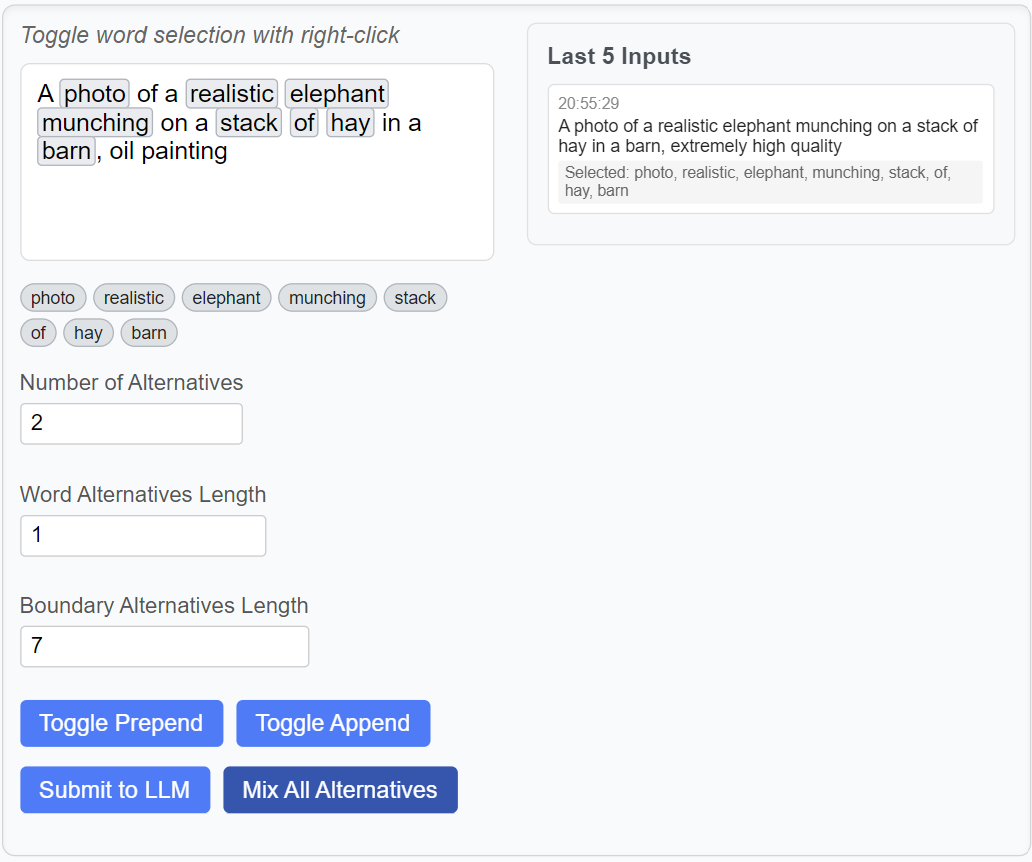 Toggle word selection with right-click
A photo of a realistic elephant
munching on a stack of hay in a
barn, oil painting
photo realistic elephant munching stack
of hay barn
Number of Alternatives
2
Word Alternatives Length
1
Boundary Alternatives Length
7
Toggle Prepend Toggle Append
Submit to LLM Mix All Alternatives
Last 5 Inputs
20:55:29
A photo of a realistic elephant munching on a stack of
hay in a barn, extremely high quality
Selected: photo, realistic, elephant, munching, stack, of,
hay, barn